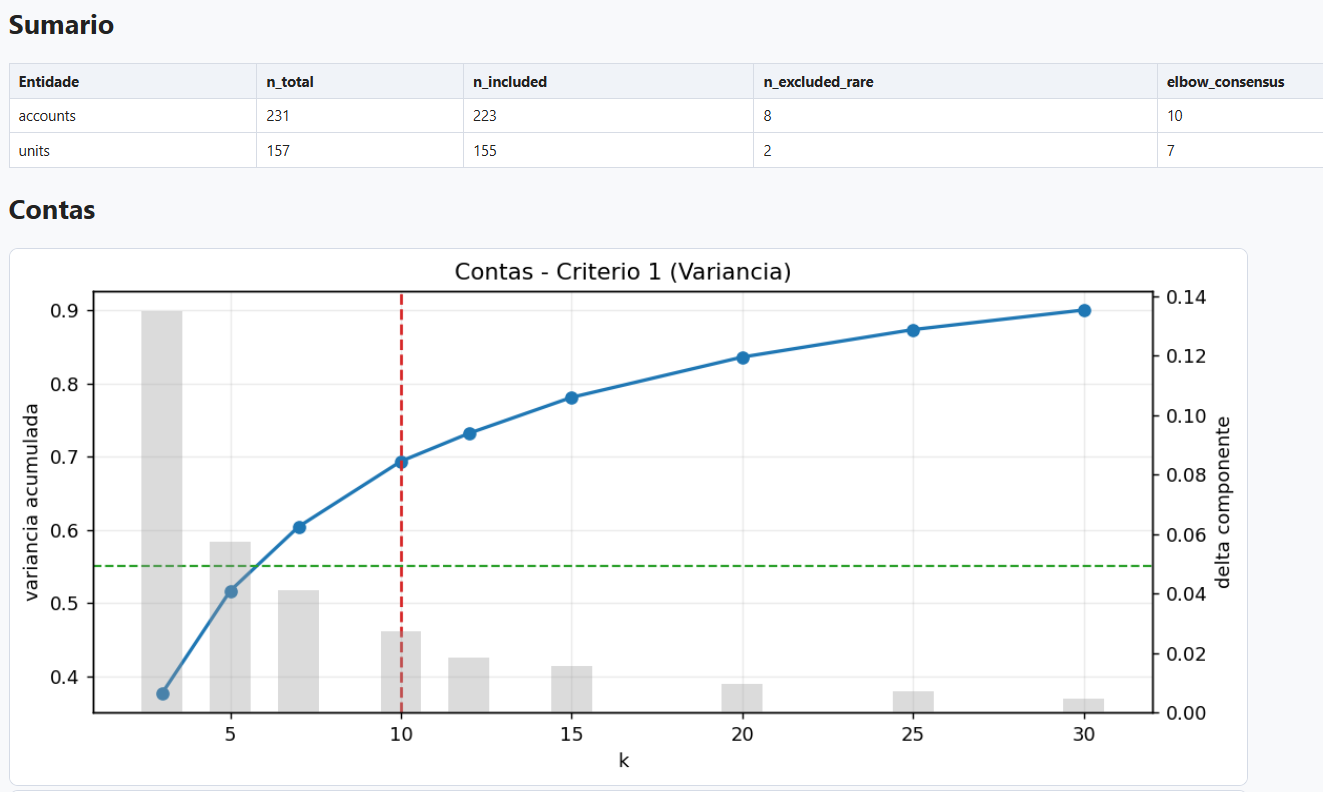 Sumario
Entidade n_total n_included n_excluded_rare elbow_consensus
accounts 231 223 8 10
units 157 155 2 7
Contas
Contas - Criterio 1 (Variancia)
variancia acumulada
0.9
0.8
0.7
0.6
0.5
0.4
0.14
0.12
0.10
0.08
0.06
0.04
0.02
0.00
delta componente
5 10 15 20 25 30
k